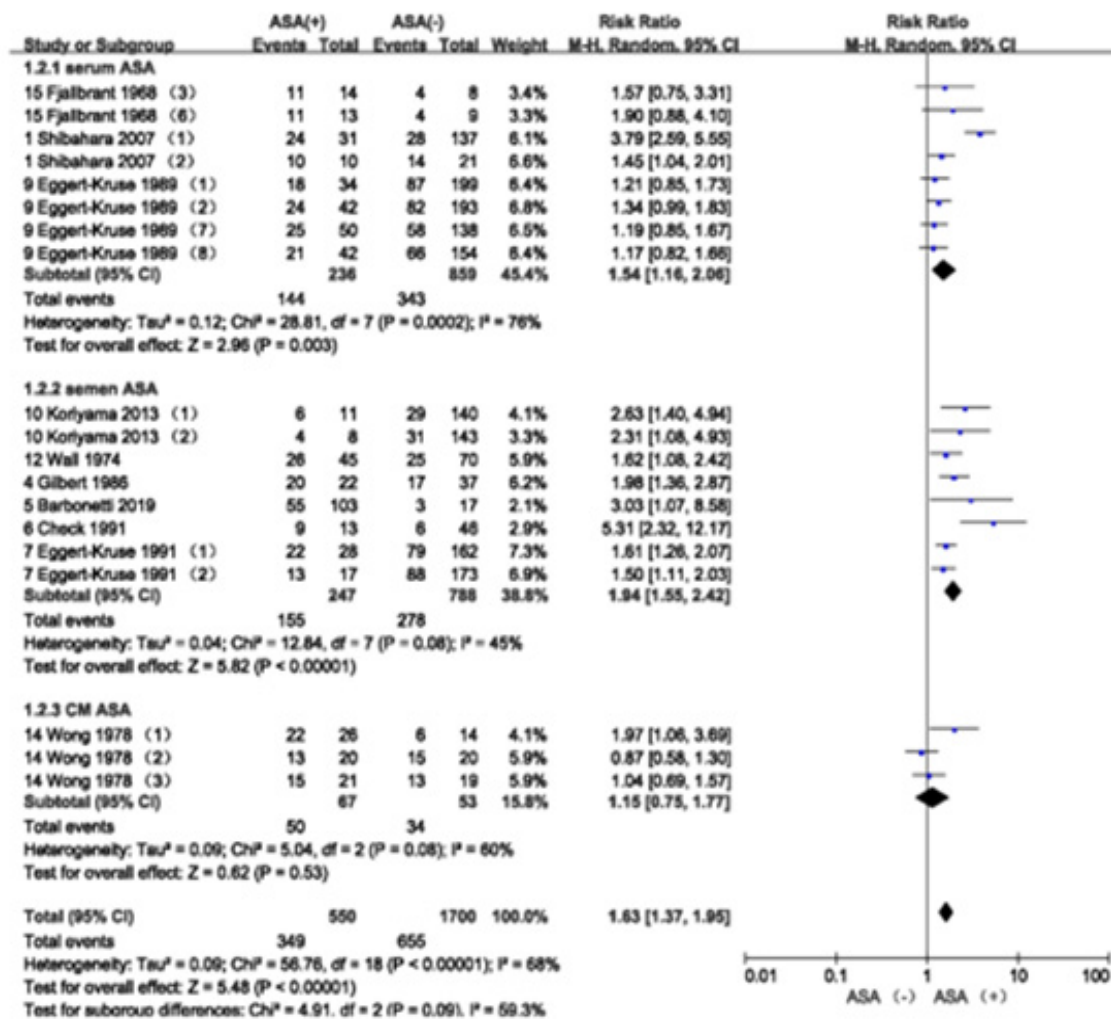 ASA(+) ASA(-) Risk Ratio Risk Ratio
Study or Subgroup Events Total Events Total Weight M-H. Random. 95% CI M-H. Random. 95% CI
1.2.1 serum ASA
15 Fjallbrant 1968 (3) 11 14 4 8 3.4% 1.57 [0.75, 3.31]
15 Fjallbrant 1968 (6) 11 13 4 9 3.3% 1.90 [0.88, 4.10]
1 Shibahara 2007 (1) 24 31 28 137 6.1% 3.79 [2.59, 5.55]
1 Shibahara 2007 (2) 10 10 14 21 6.6% 1.45 [1.04, 2.01]
9 Eggert-Kruse 1989 (1) 18 34 87 199 6.4% 1.21 [0.85, 1.73]
9 Eggert-Kruse 1989 (2) 24 42 82 193 6.8% 1.34 [0.99, 1.83]
9 Eggert-Kruse 1989 (7) 25 50 58 138 6.6% 1.19 [0.85, 1.67]
9 Eggert-Kruse 1989 (8) 21 42 66 154 6.4% 1.17 [0.82, 1.66]
Subtotal (95% CI) 236 859 45.4% 1.54 [1.16, 2.06]
Total events 144 343
Heterogeneity: Tau² = 0.12; Chi² = 28.81, df = 7 (P = 0.0002); I² = 76%
Test for overall effect: Z = 2.96 (P = 0.003)
1.2.2 semen ASA
10 Koriyama 2013 (1) 6 11 29 140 4.1% 2.63 [1.40, 4.94]
10 Koriyama 2013 (2) 4 8 31 143 3.3% 2.31 [1.08, 4.93]
12 Wall 1974 26 45 25 70 5.9% 1.62 [1.08, 2.42]
4 Gilbert 1986 20 22 17 37 6.2% 1.98 [1.36, 2.87]
5 Barbonetti 2019 55 103 3 17 2.1% 3.03 [1.07, 8.58]
6 Check 1991 9 13 6 46 2.9% 5.31 [2.32, 12.17]
7 Eggert-Kruse 1991 (1) 22 28 79 162 7.3% 1.61 [1.26, 2.07]
7 Eggert-Kruse 1991 (2) 13 17 88 173 6.9% 1.50 [1.11, 2.03]
Subtotal (95% CI) 247 788 38.8% 1.94 [1.55, 2.42]
Total events 155 278
Heterogeneity: Tau² = 0.04; Chi² = 12.84, df = 7 (P = 0.08); I² = 45%
Test for overall effect: Z = 5.82 (P < 0.00001)
1.2.3 CM ASA
14 Wong 1978 (1) 22 26 6 14 4.1% 1.97 [1.06, 3.69]
14 Wong 1978 (2) 13 20 15 20 5.9% 0.87 [0.58, 1.30]
14 Wong 1978 (3) 15 21 13 19 5.9% 1.04 [0.69, 1.57]
Subtotal (95% CI) 67 53 15.8% 1.15 [0.75, 1.77]
Total events 50 34
Heterogeneity: Tau² = 0.09; Chi² = 5.04, df = 2 (P = 0.08); I² = 60%
Test for overall effect: Z = 0.62 (P = 0.53)
Total (95% CI) 550 1700 100.0% 1.63 [1.37, 1.95]
Total events 349 655
Heterogeneity: Tau² = 0.09; Chi² = 56.76, df = 18 (P < 0.00001); I² = 68%
Test for overall effect: Z = 5.48 (P < 0.00001)
Test for subgroup differences: Chi² = 4.91, df = 2 (P = 0.09), I² = 59.3%
0.01 0.1 1 10 100
ASA (-) ASA (+)